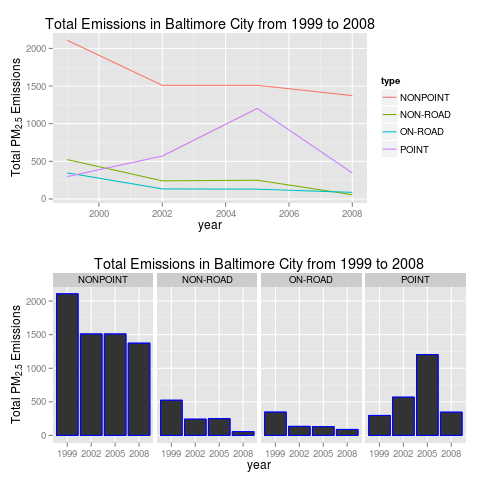 Total Emissions in Baltimore City from 1999 to 2008
Total PM2.5 Emissions
2000
1500
1000
500
0
2000 2002 2004 2006 2008
year
type
NONPOINT
NON-ROAD
ON-ROAD
POINT
Total Emissions in Baltimore City from 1999 to 2008
NONPOINT NON-ROAD ON-ROAD POINT
Total PM2.5 Emissions
2000
1500
1000
500
0
1999 2002 2005 2008 1999 2002 2005 2008 1999 2002 2005 2008 1999 2002 2005 2008
year